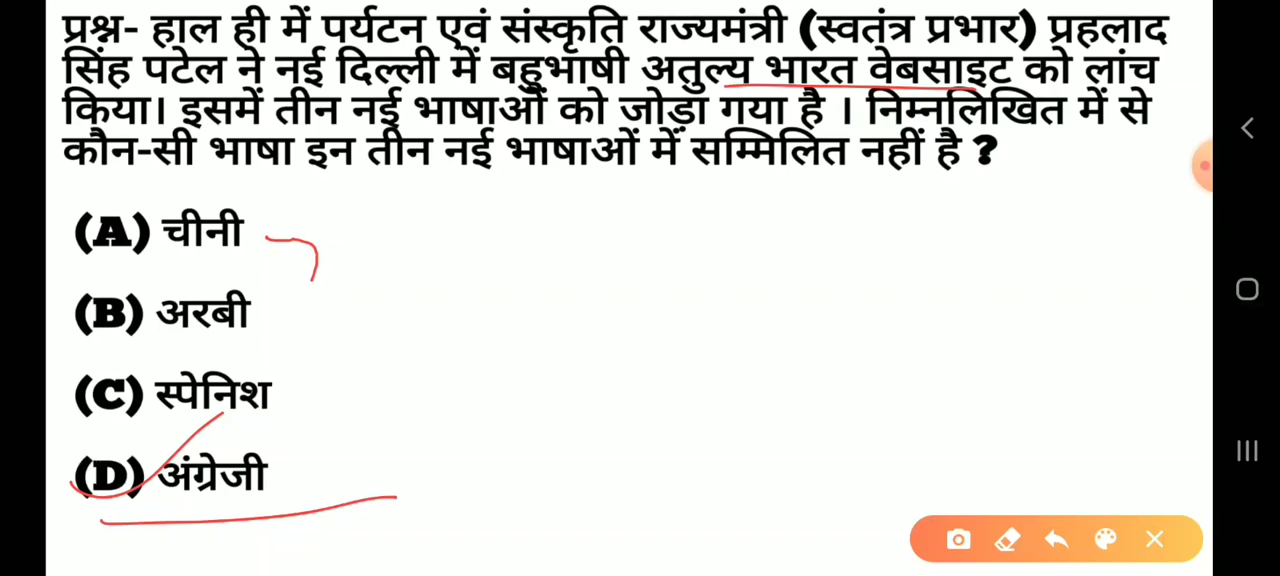 प्रश्न- हाल ही में पर्यटन एवं संस्कृति राज्यमंत्री (स्वतंत्र प्रभार) प्रहलाद
सिंह पटेल ने नई दिल्ली में बहुभाषी अतुल्य भारत वेबसाइट को लांच
किया। इसमें तीन नई भाषाओं को जोड़ा गया है । निम्नलिखित में से
कौन-सी भाषा इन तीन नई भाषाओं में सम्मिलित नहीं है ?
(A) चीनी
(B) अरबी
(C) स्पेनिश
(D) अंग्रेजी